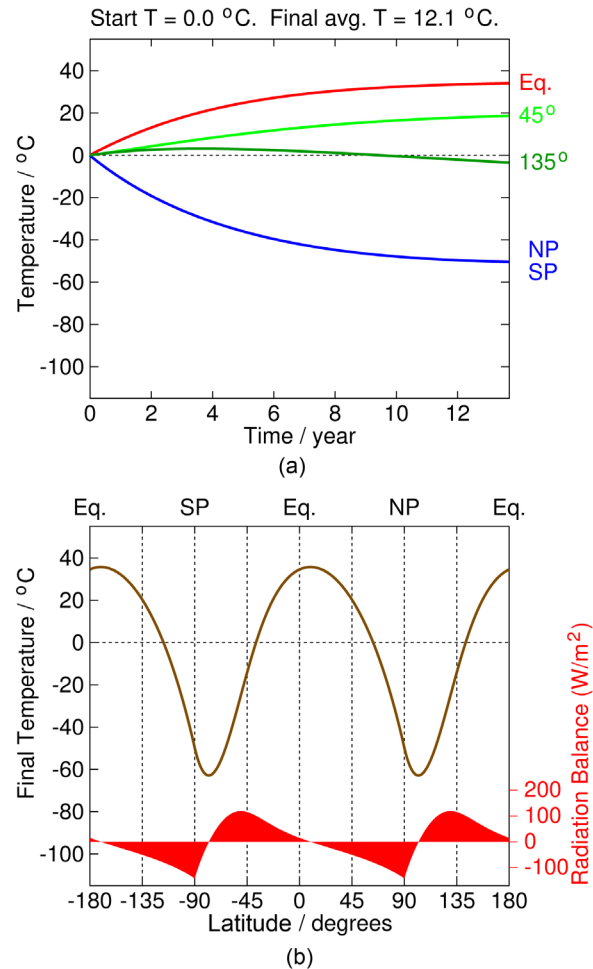 Start T = 0.0 °C.  Final avg. T = 12.1 °C.
40
20
0
-20
-40
-60
-80
-100
Temperature / °C
Eq.
45°
135°
NP
SP
0 2 4 6 8 10 12
Time / year
(a)
Eq. SP Eq. NP Eq.
40
20
0
-20
-40
-60
-80
-100
Final Temperature / °C
200
100
0
-100
Radiation Balance (W/m²)
-180 -135 -90 -45 0 45 90 135 180
Latitude / degrees
(b)